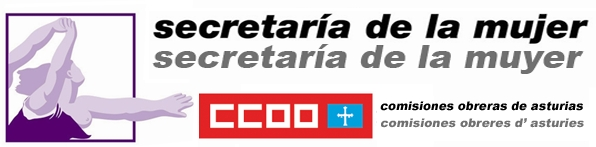 secretaría de la mujer
secretaría de la muyer
CCOO
comisiones obreras de asturias
comisiones obreres d' asturies